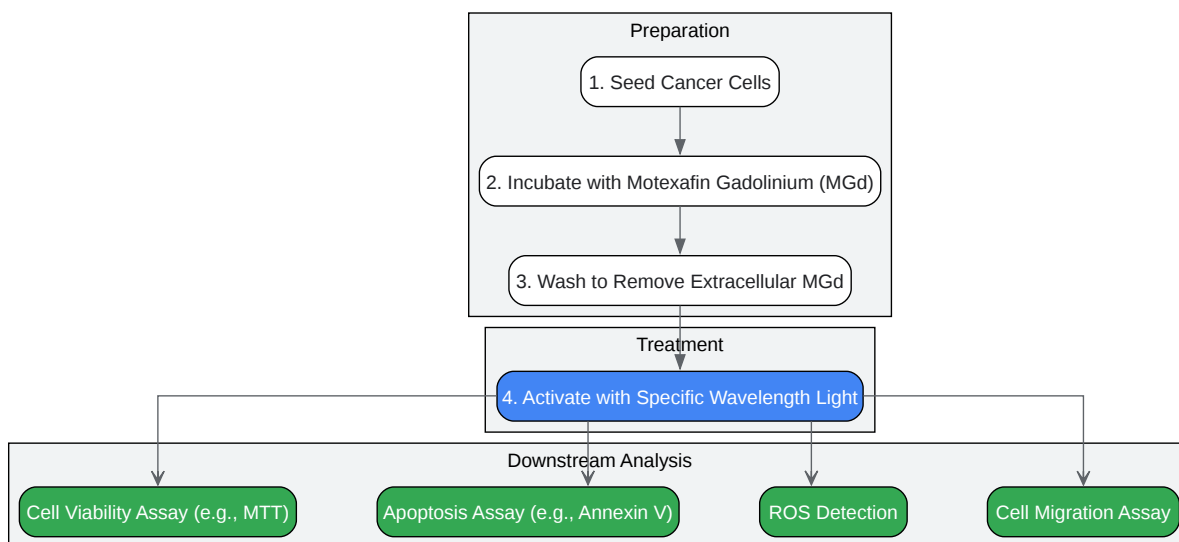 Preparation
1. Seed Cancer Cells
2. Incubate with Motexafin Gadolinium (MGd)
3. Wash to Remove Extracellular MGd
Treatment
4. Activate with Specific Wavelength Light
Downstream Analysis
Cell Viability Assay (e.g., MTT)
Apoptosis Assay (e.g., Annexin V)
ROS Detection
Cell Migration Assay